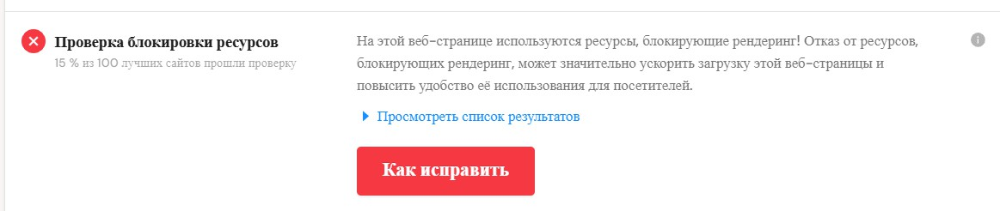 Проверка блокировки ресурсов
15 % из 100 лучших сайтов прошли проверку
На этой веб-странице используются ресурсы, блокирующие рендеринг! Отказ от ресурсов,
блокирующих рендеринг, может значительно ускорить загрузку этой веб-страницы и
повысить удобство её использования для посетителей.
Просмотреть список результатов
Как исправить